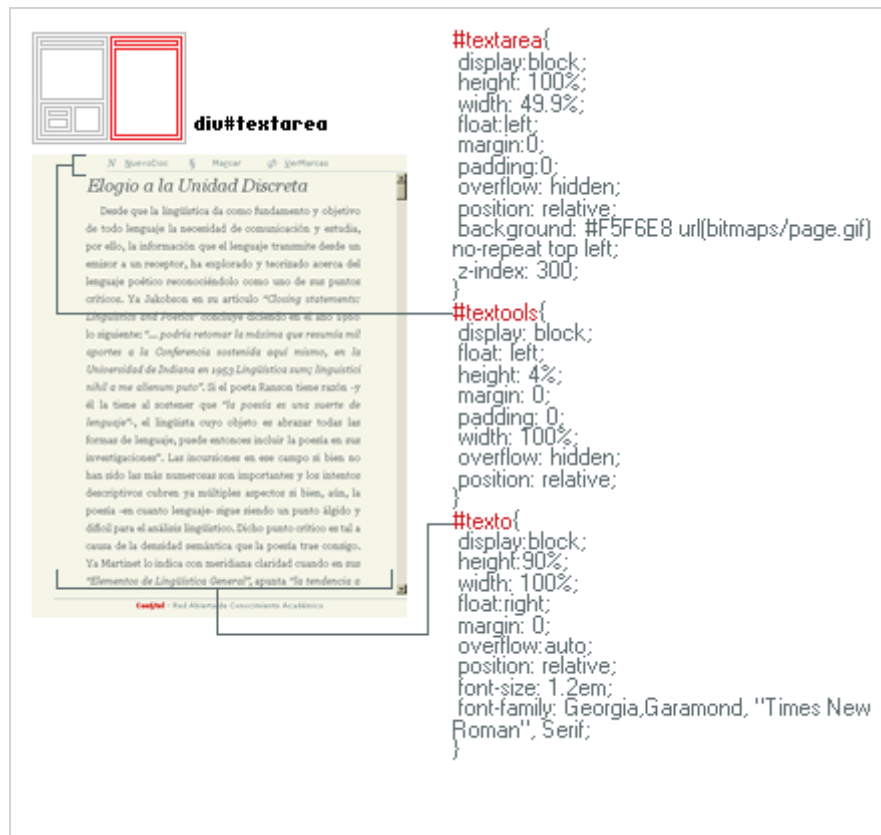 div#textarea
N NuevoDoc § Marcar VerMarcas
Elogio a la Unidad Discreta
Desde que la lingüística da como fundamento y objetivo
de todo lenguaje la necesidad de comunicación y estudia,
por ello, la información que el lenguaje transmite desde un
emisor a un receptor, ha explorado y teorizado acerca del
lenguaje poético reconociéndolo como uno de sus puntos
críticos. Ya Jakobson en su artículo "Closing statements:
Linguistics and Poetics" concluye diciendo en el año 1960
lo siguiente: "... podría retomar la máxima que resumía mil
aportes a la Conferencia sostenida aquí mismo, en la
Universidad de Indiana en 1953 Lingüística sum; linguistici
nihil a me alienum puto". Si el poeta Ranson tiene razón -y
él la tiene al sostener que "la poesía es una suerte de
lenguaje"-, el lingüista cuyo objeto es abrazar todas las
formas de lenguaje, puede entonces incluir la poesía en sus
investigaciones". Las incursiones en ese campo si bien no
han sido las más numerosas son importantes y los intentos
descriptivos cubren ya múltiples aspectos si bien, aún, la
poesía -en cuanto lenguaje- sigue siendo un punto álgido y
difícil para el análisis lingüístico. Dicho punto crítico es tal a
causa de la densidad semántica que la poesía trae consigo.
Ya Martinet lo indica con meridiana claridad cuando en sus
"Elementos de Lingüística General", apunta "la tendencia a
- Red Abierta de Conocimiento Académico
#textarea{
display:block;
height: 100%;
width: 49.9%;
float:left;
margin:0;
padding:0;
overflow: hidden;
position: relative;
background: #F5F6E8 url(bitmaps/page.gif)
no-repeat top left;
z-index: 300;
}
#textools{
display: block;
float: left;
height: 4%;
margin: 0;
padding: 0;
width: 100%;
overflow: hidden;
position: relative;
}
#texto{
display:block;
height:90%;
width: 100%;
float:right;
margin: 0;
overflow:auto;
position: relative;
font-size: 1.2em;
font-family: Georgia,Garamond, "Times New
Roman", Serif;
}